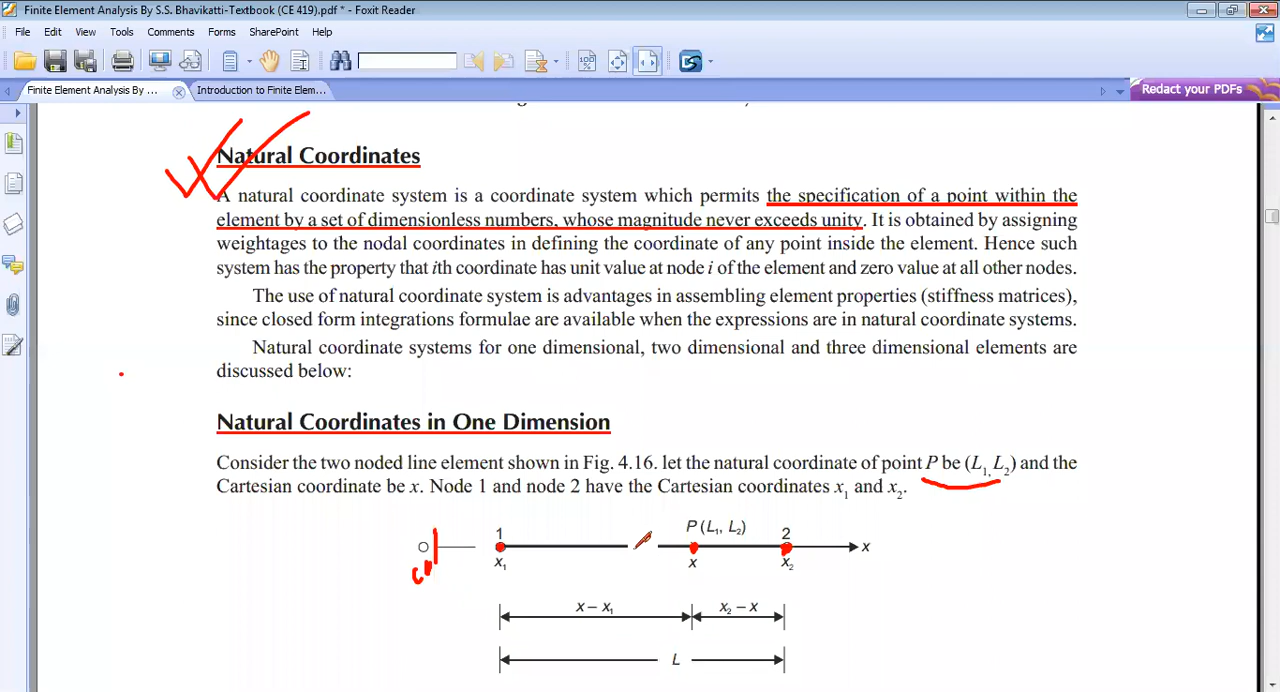 Finite Element Analysis By S.S. Bhavikatti-Textbook (CE 419).pdf * - Foxit Reader
File Edit View Tools Comments Forms SharePoint Help
Finite Element Analysis By ... Introduction to Finite Elem... Redact your PDFs
Natural Coordinates
A natural coordinate system is a coordinate system which permits the specification of a point within the
element by a set of dimensionless numbers, whose magnitude never exceeds unity. It is obtained by assigning
weightages to the nodal coordinates in defining the coordinate of any point inside the element. Hence such
system has the property that ith coordinate has unit value at node i of the element and zero value at all other nodes.
The use of natural coordinate system is advantages in assembling element properties (stiffness matrices),
since closed form integrations formulae are available when the expressions are in natural coordinate systems.
Natural coordinate systems for one dimensional, two dimensional and three dimensional elements are
discussed below:
Natural Coordinates in One Dimension
Consider the two noded line element shown in Fig. 4.16. let the natural coordinate of point P be (L1, L2) and the
Cartesian coordinate be x. Node 1 and node 2 have the Cartesian coordinates x1 and x2.
1 P (L1, L2) 2
O x
x1 x x2
x – x1 x2 – x
L